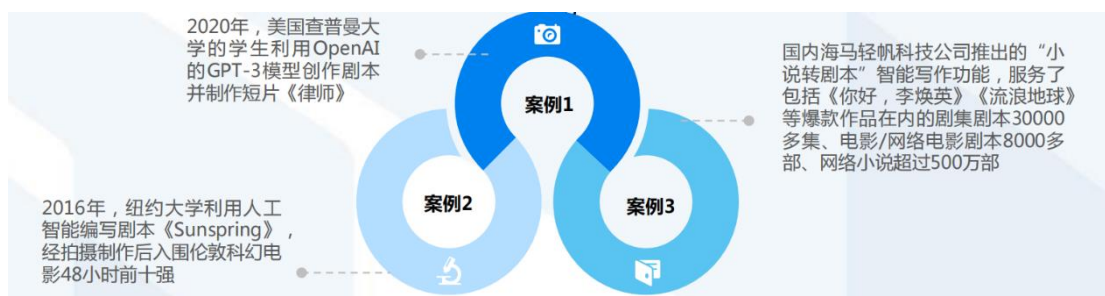 2020年，美国查普曼大
学的学生利用OpenAI
的GPT-3模型创作剧本
并制作短片《律师》
案例1
国内海马轻帆科技公司推出的“小
说转剧本”智能写作功能，服务了
包括《你好，李焕英》《流浪地球》
等爆款作品在内的剧集剧本30000
多集、电影/网络电影剧本8000多
部、网络小说超过500万部
案例2
案例3
2016年，纽约大学利用人工
智能编写剧本《Sunspring》，
经拍摄制作后入围伦敦科幻电
影48小时前十强